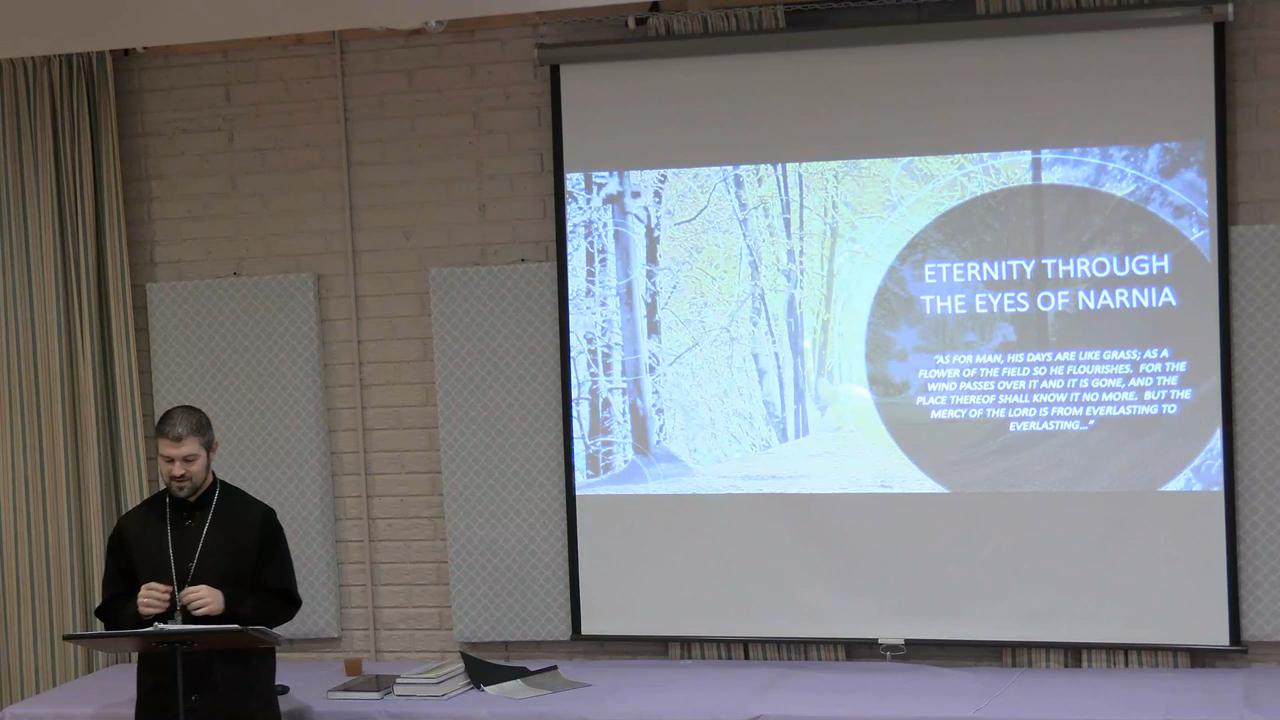 ETERNITY THROUGH
THE EYES OF NARNIA
"AS FOR MAN, HIS DAYS ARE LIKE GRASS; AS A
FLOWER OF THE FIELD SO HE FLOURISHES. FOR THE
WIND PASSES OVER IT AND IT IS GONE, AND THE
PLACE THEREOF SHALL KNOW IT NO MORE. BUT THE
MERCY OF THE LORD IS FROM EVERLASTING TO
EVERLASTING…"